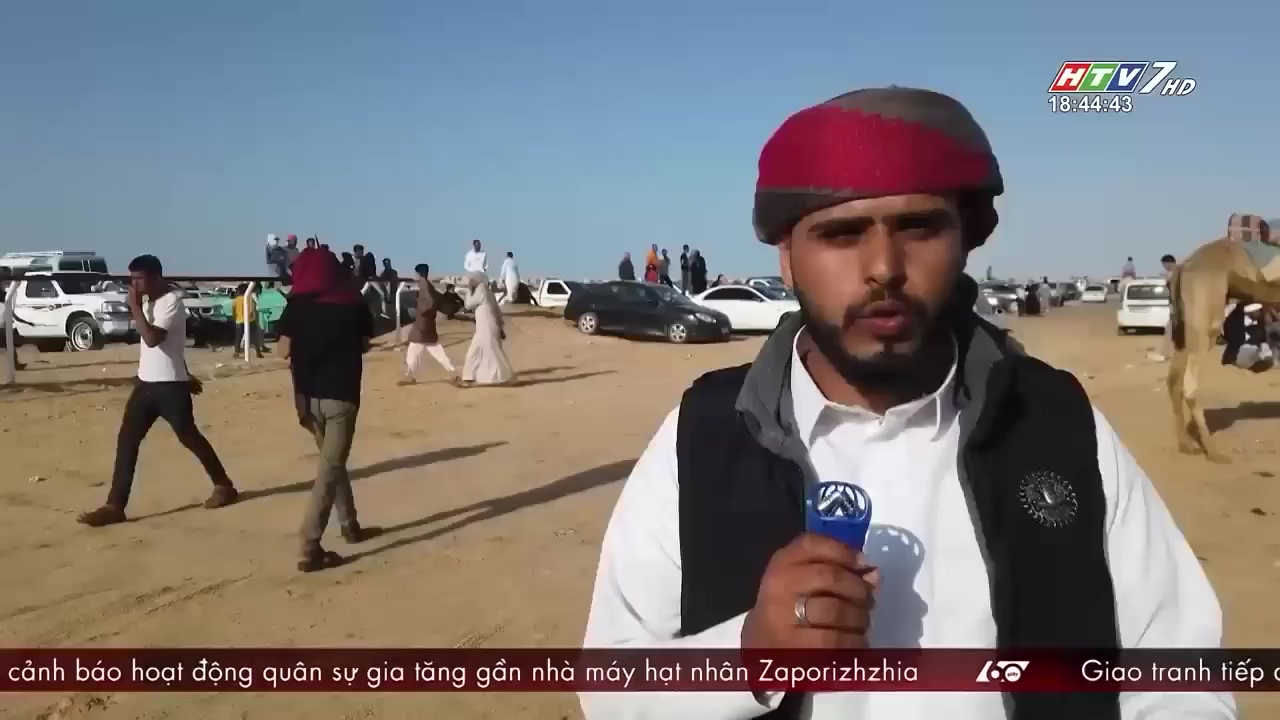 HTV7 HD
18:44:43
cảnh báo hoạt động quân sự gia tăng gần nhà máy hạt nhân Zaporizhzhia 60 Giao tranh tiếp